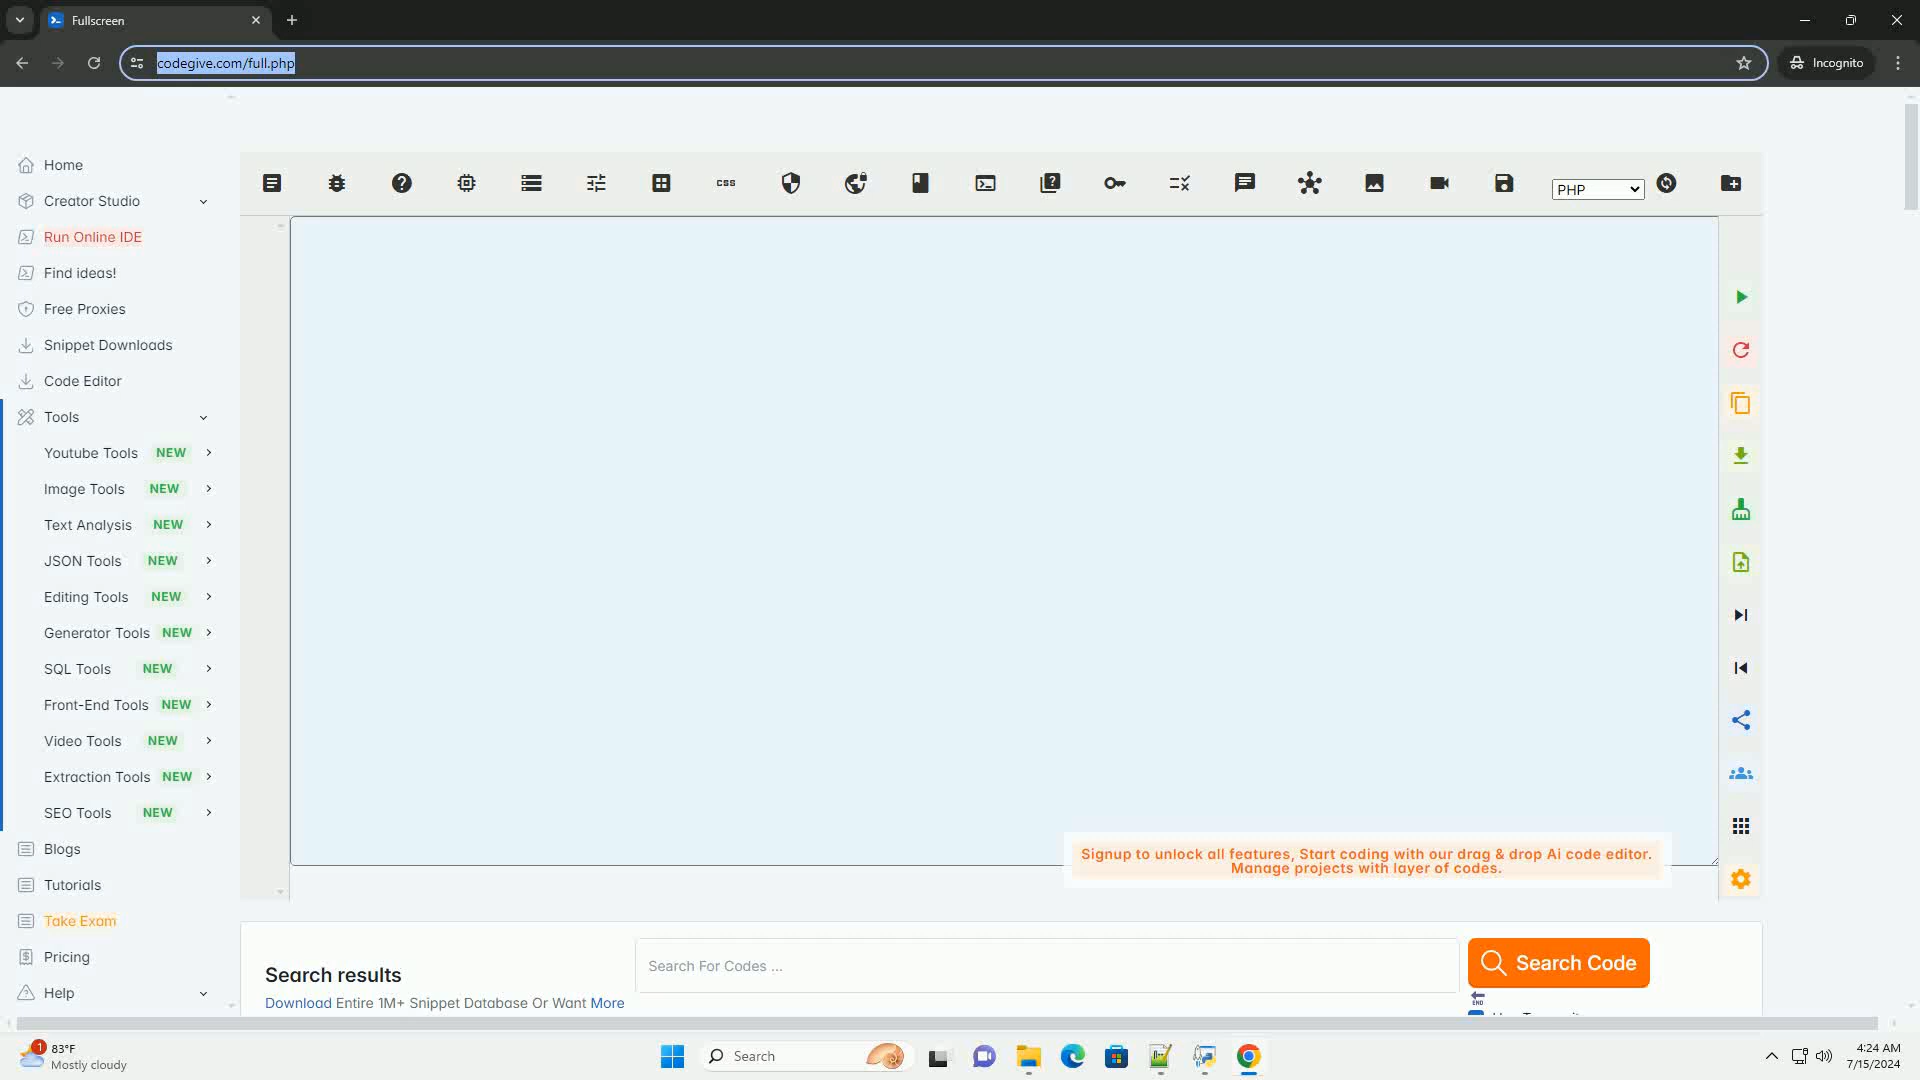 Fullscreen
codegive.com/full.php
Incognito
Home
Creator Studio
Run Online IDE
Find ideas!
Free Proxies
Snippet Downloads
Code Editor
Tools
Youtube Tools NEW
Image Tools NEW
Text Analysis NEW
JSON Tools NEW
Editing Tools NEW
Generator Tools NEW
SQL Tools NEW
Front-End Tools NEW
Video Tools NEW
Extraction Tools NEW
SEO Tools NEW
Blogs
Tutorials
Take Exam
Pricing
Help
CSS
PHP
Signup to unlock all features, Start coding with our drag & drop Ai code editor.
Manage projects with layer of codes.
Search results
Download Entire 1M+ Snippet Database Or Want More
Search For Codes ...
Search Code
END
1
83°F
Mostly cloudy
Search
4:24 AM
7/15/2024